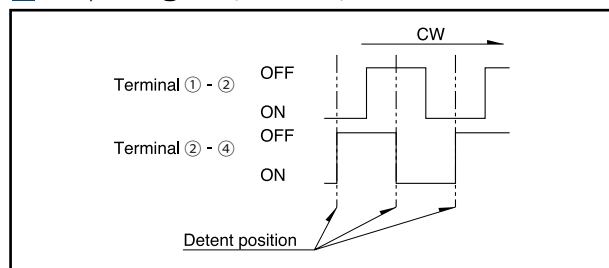 CW
Terminal ① - ② OFF
ON
Terminal ② - ④ OFF
ON
Detent position